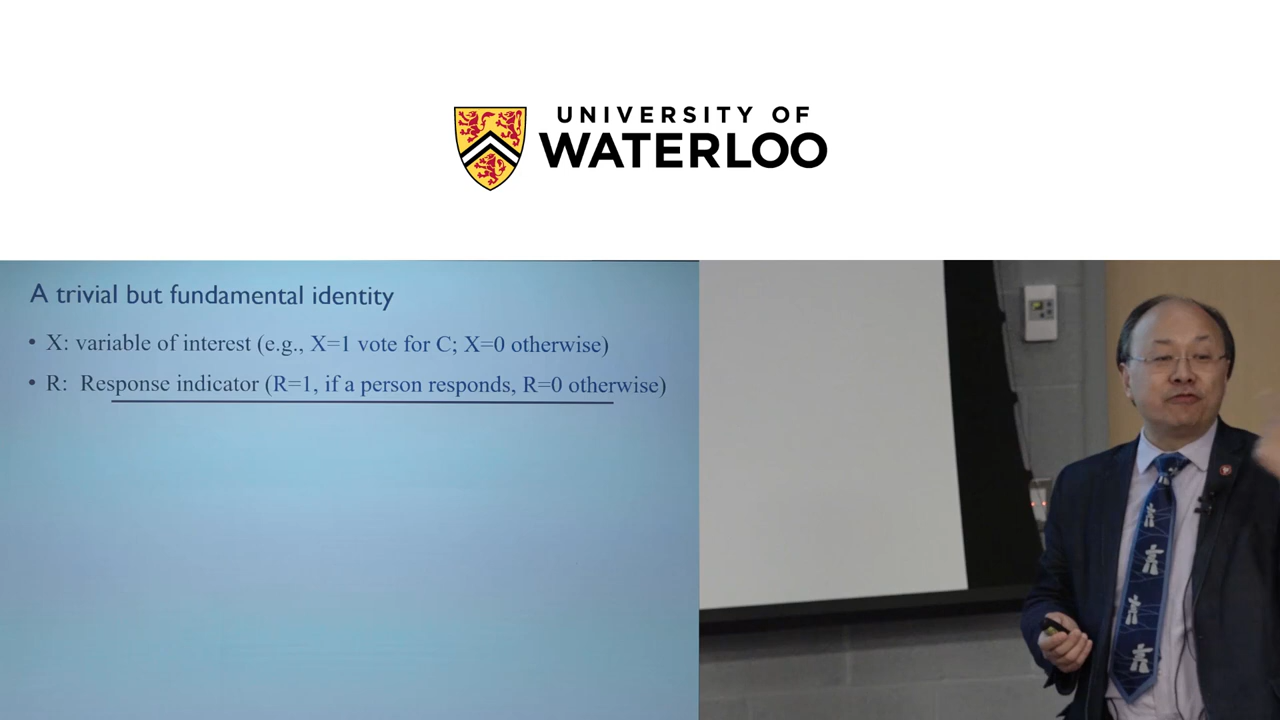 UNIVERSITY OF
WATERLOO
A trivial but fundamental identity
• X: variable of interest (e.g., X=1 vote for C; X=0 otherwise)
• R: Response indicator (R=1, if a person responds, R=0 otherwise)